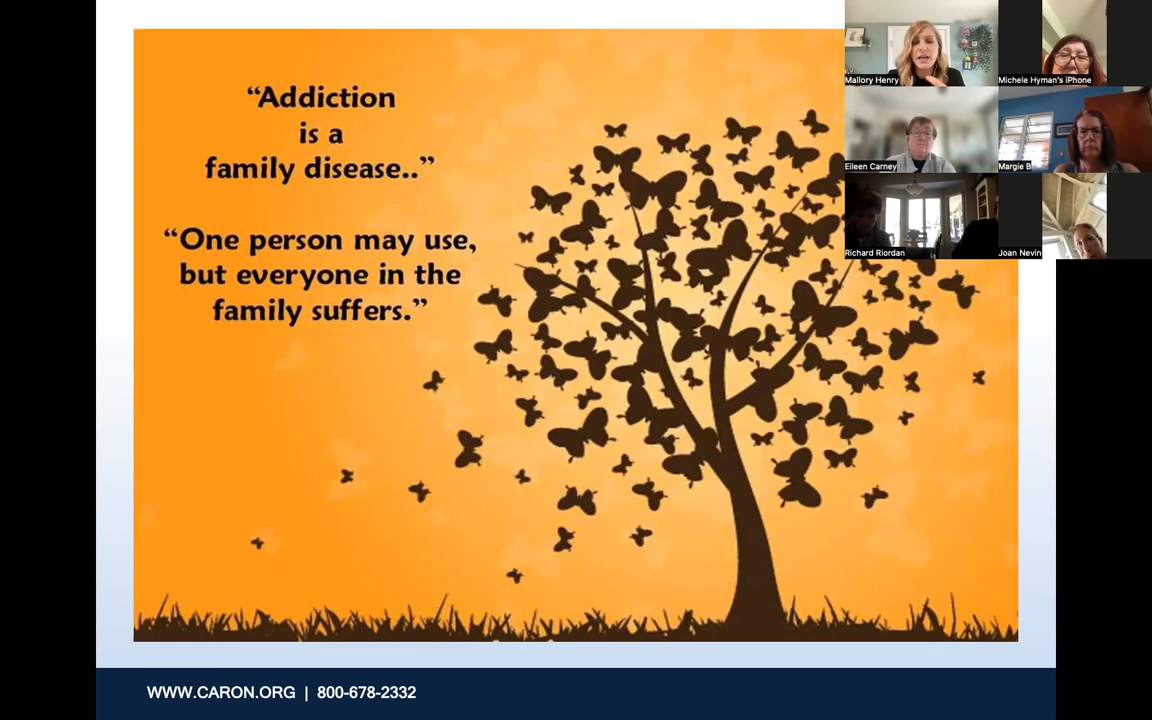 “Addiction
is a
family disease..”
“One person may use,
but everyone in the
family suffers.”
Mallory Henry
Michele Hyman's iPhone
Eileen Carney
Margie B
Richard Riordan
Joan Nevin
WWW.CARON.ORG | 800-678-2332